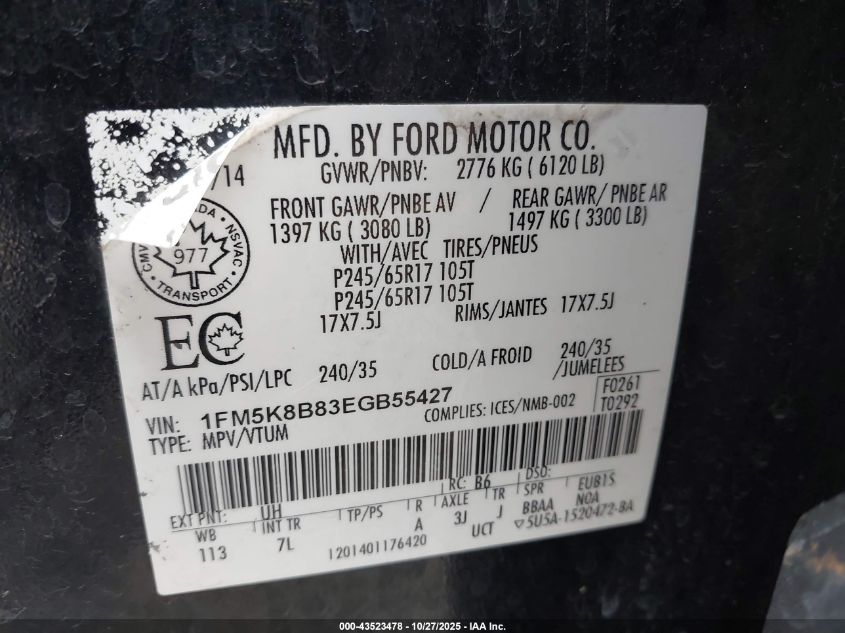 MFD. BY FORD MOTOR CO.
/14
GVWR/PNBV: 2776 KG ( 6120 LB)
FRONT GAWR/PNBE AV / REAR GAWR/ PNBE AR
1397 KG ( 3080 LB) 1497 KG ( 3300 LB)
WITH/AVEC TIRES/PNEUS
P245/65R17 105T
P245/65R17 105T
17X7.5J RIMS/JANTES 17X7.5J
CMV NSVAC
977
TRANSPORT
EC
AT/A kPa/PSI/LPC 240/35 COLD/A FROID 240/35
/JUMELEES
VIN: 1FM5K8B83EGB55427 COMPLIES: ICES/NMB-002 F0261
TYPE: MPV/VTUM T0292
RC: B6 DSO:
EXT PNT: UH
WB INT TR TP/PS R AXLE TR SPR EUB1S
113 7L A 3J J BBAA NOA
1201401176420 UCT 5U5A-1520472-BA
000-43523478 | 10/27/2025 | IAA Inc.